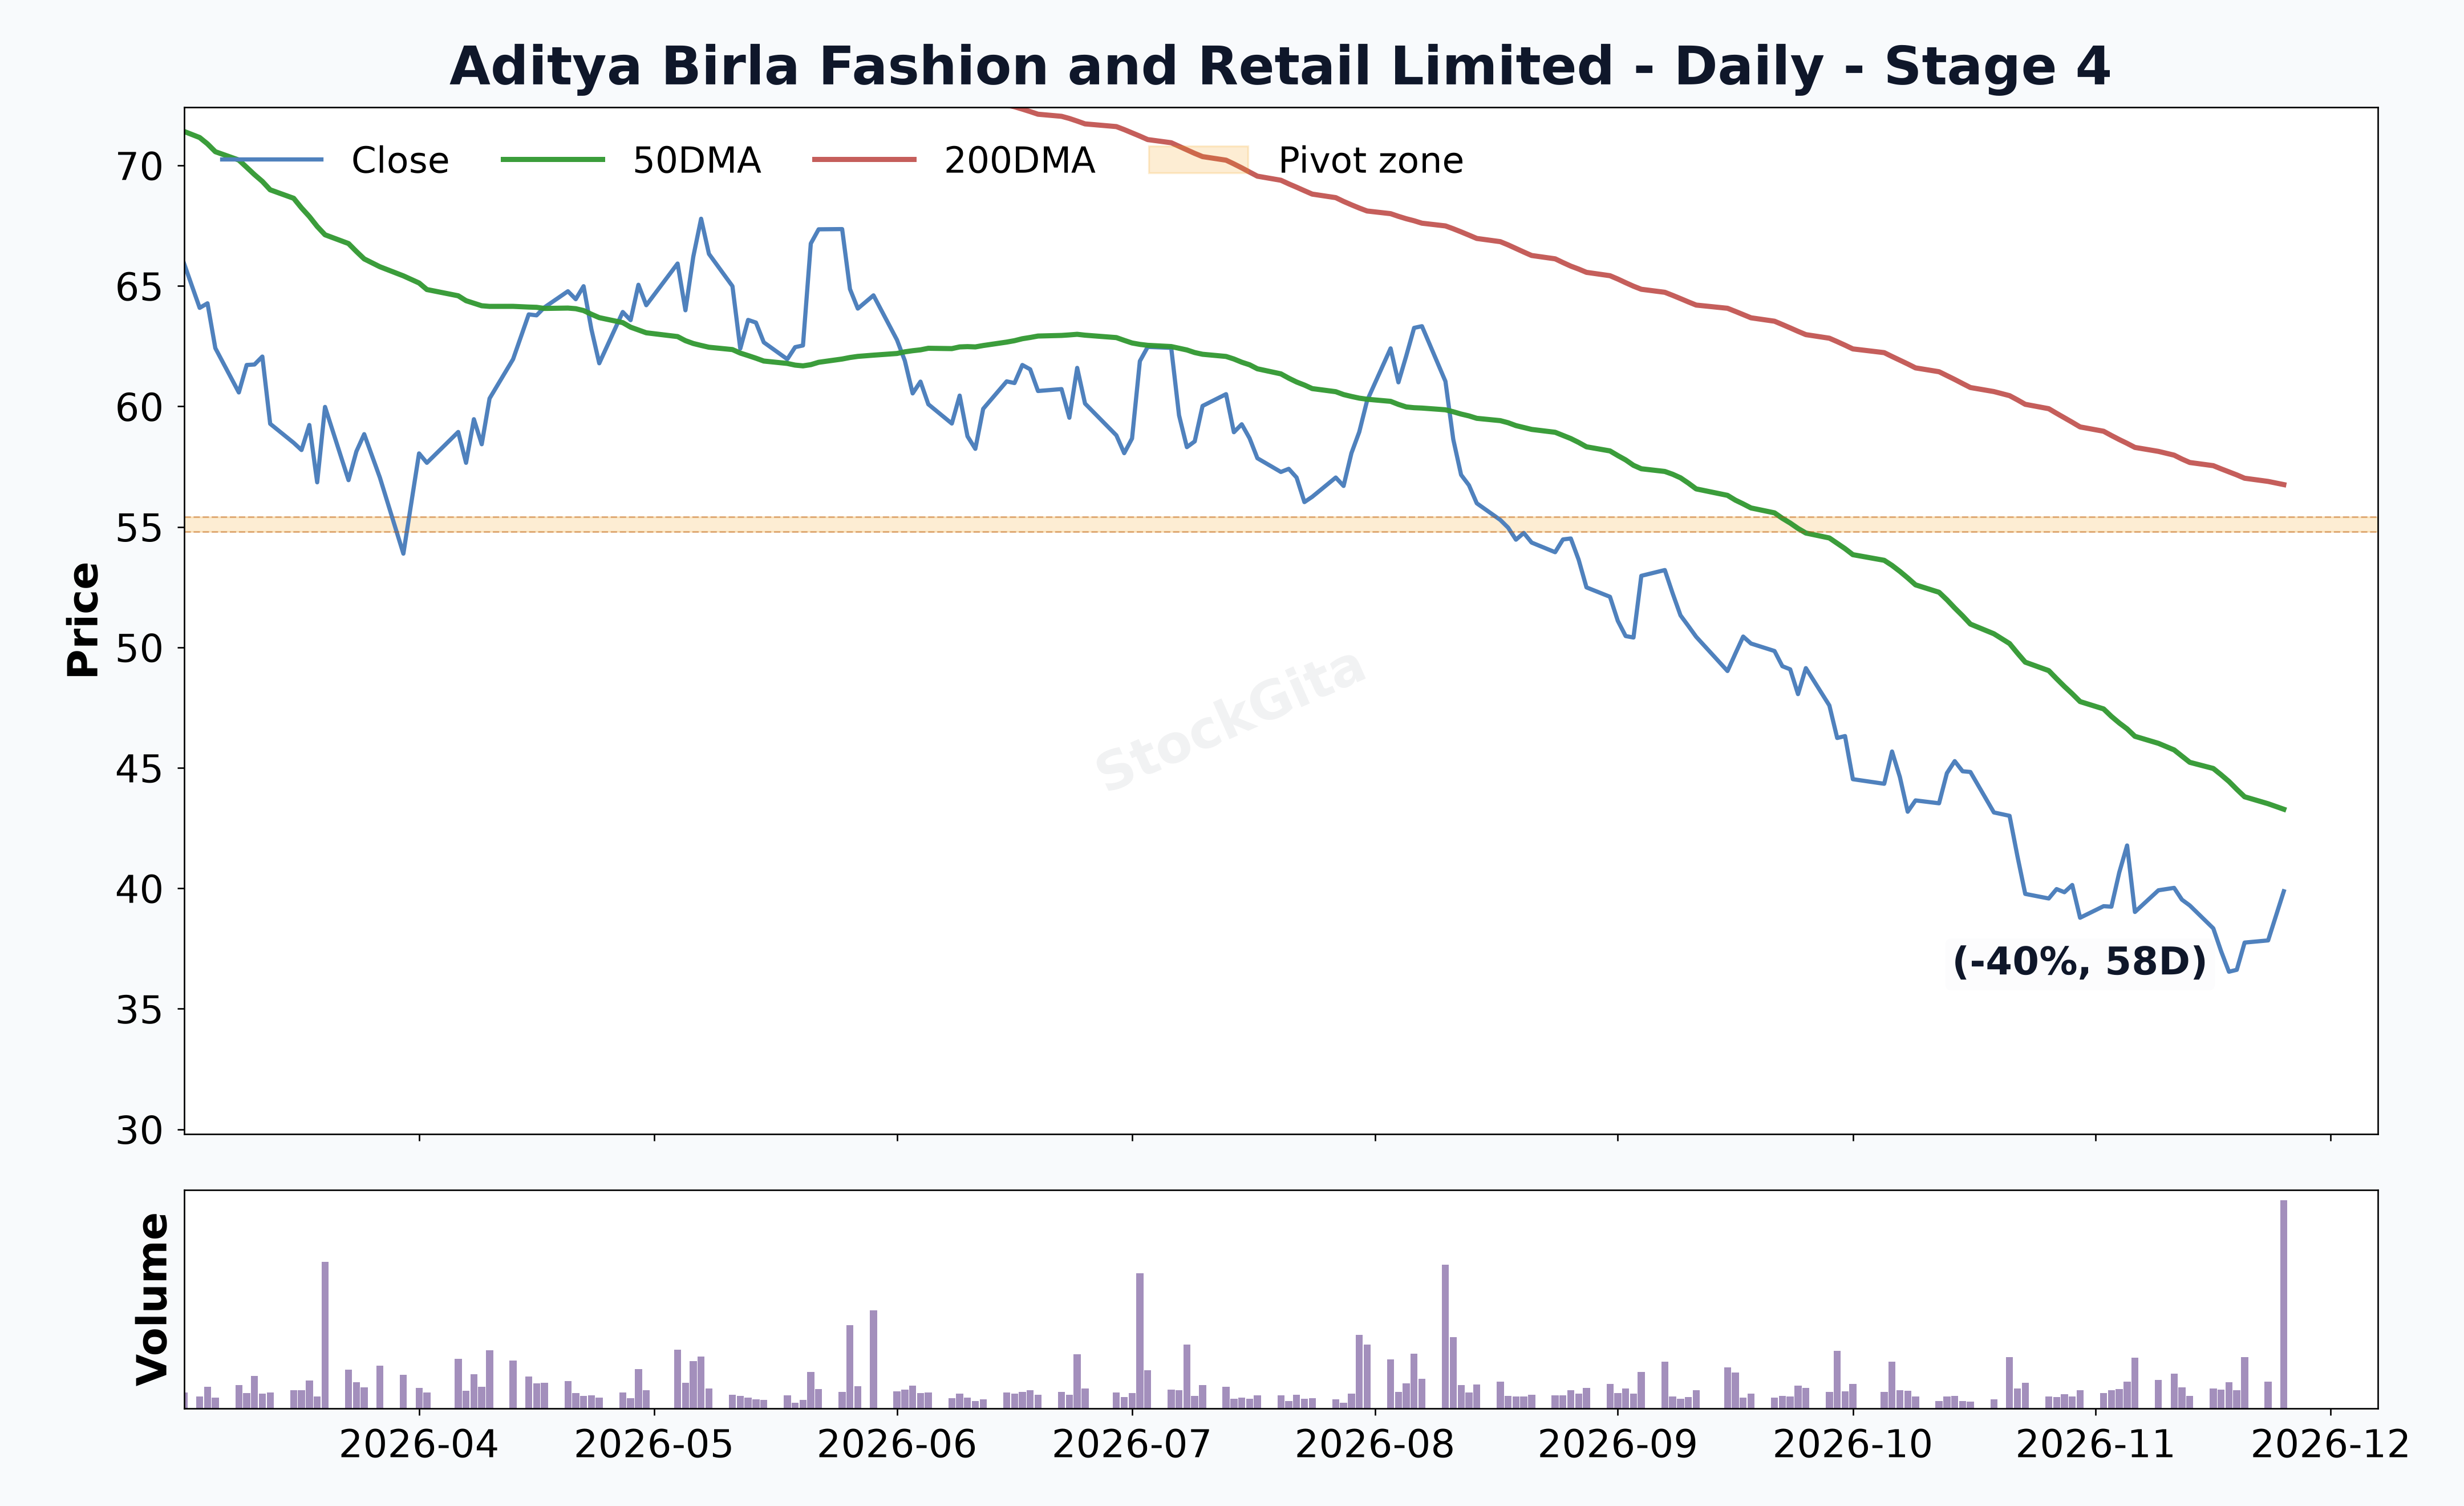 Aditya Birla Fashion and Retail Limited - Daily - Stage 4
Close 50DMA 200DMA Pivot zone
70
65
60
55
50
45
40
35
30
Price
StockGita
(-40%, 58D)
Volume
2026-04 2026-05 2026-06 2026-07 2026-08 2026-09 2026-10 2026-11 2026-12